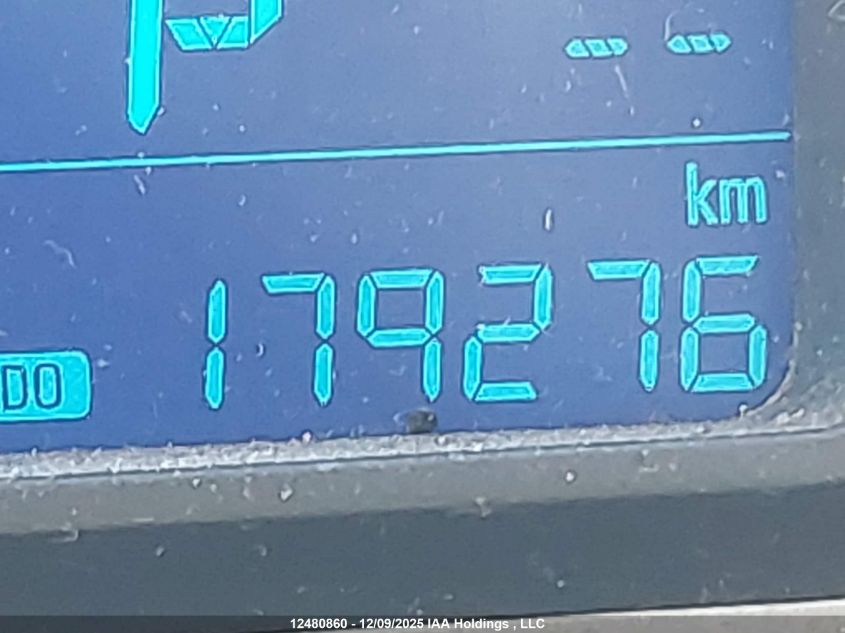 P -- --
km
DO 179276
12480860 - 12/09/2025 IAA Holdings , LLC